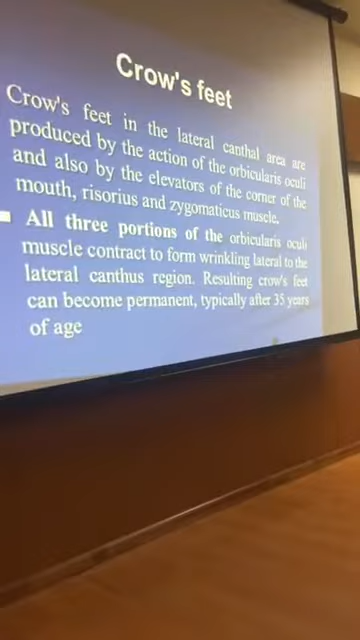 Crow's feet
Crow's feet in the lateral canthal area are
produced by the action of the orbicularis oculi
and also by the elevators of the corner of the
mouth, risorius and zygomaticus muscle.
■ All three portions of the orbicularis oculi
muscle contract to form wrinkling lateral to the
lateral canthus region. Resulting crow's feet
can become permanent, typically after 35 years
of age